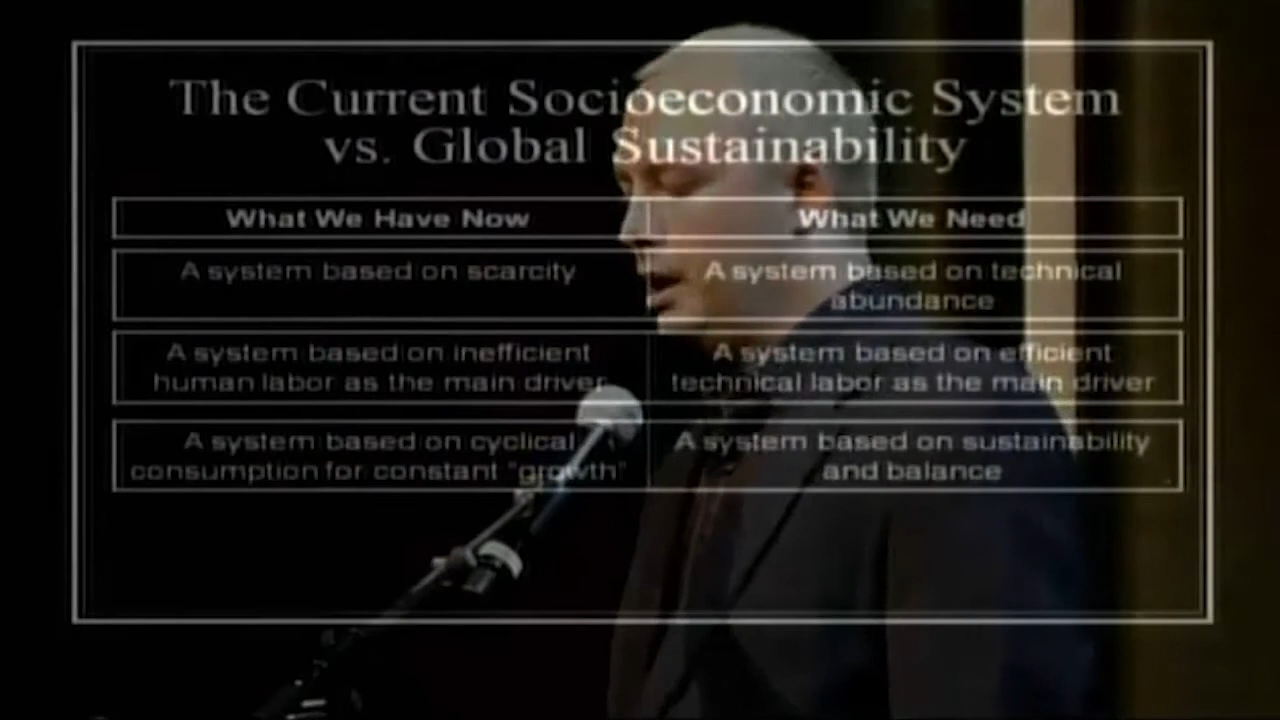 The Current Socioeconomic System
vs. Global Sustainability
What We Have Now
What We Need
A system based on scarcity
A system based on technical
abundance
A system based on inefficient
human labor as the main driver
A system based on efficient
technical labor as the main driver
A system based on cyclical
consumption for constant "growth"
A system based on sustainability
and balance